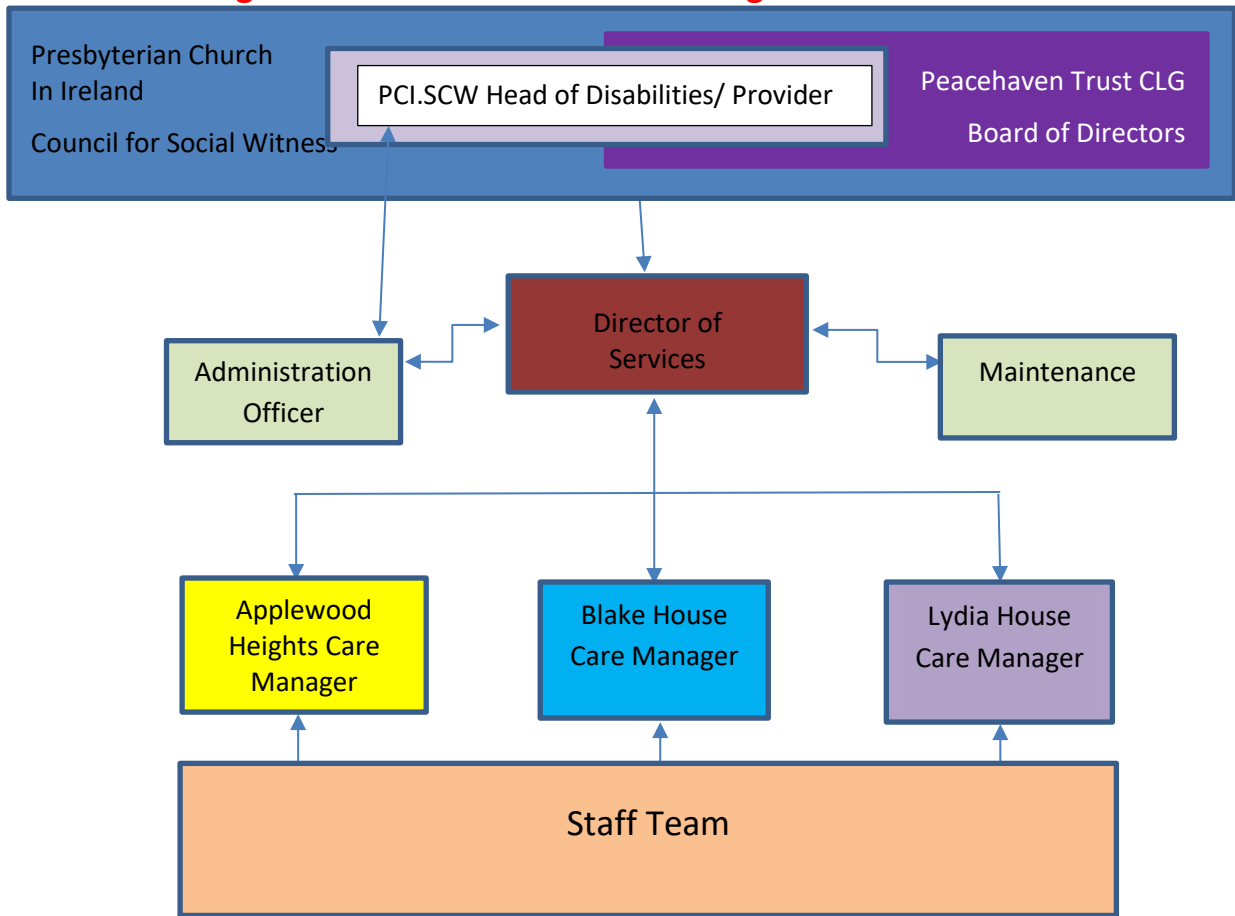 Presbyterian Church
In Ireland
Council for Social Witness
PCI.SCW Head of Disabilities/ Provider
Peacehaven Trust CLG
Board of Directors
Director of
Services
Administration
Officer
Maintenance
Applewood
Heights Care
Manager
Blake House
Care Manager
Lydia House
Care Manager
Staff Team